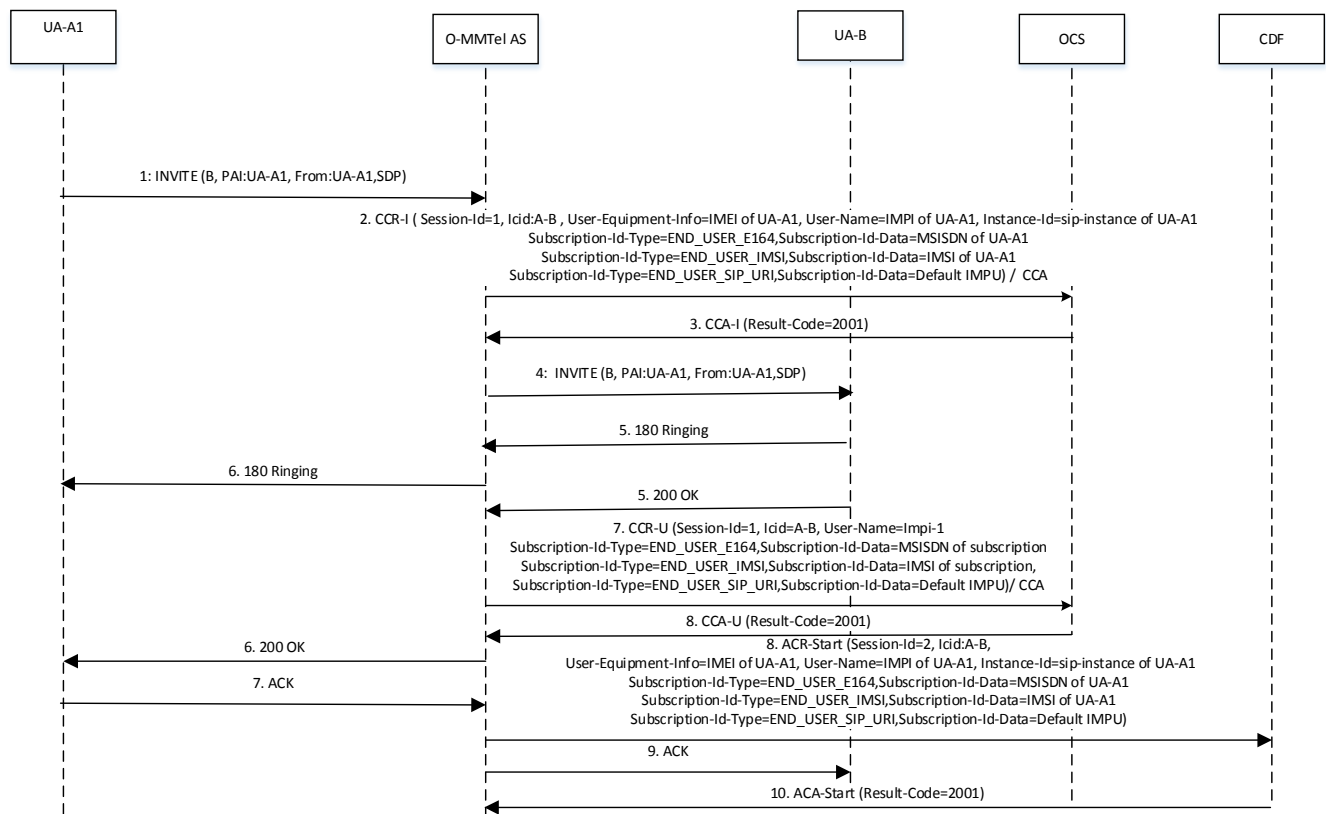 UA-A1
O-MMTel AS
UA-B
OCS
CDF
1: INVITE (B, PAI:UA-A1, From:UA-A1,SDP)
2. CCR-I ( Session-Id=1, Icid:A-B , User-Equipment-Info=IMEI of UA-A1, User-Name=IMPI of UA-A1, Instance-Id=sip-instance of UA-A1
Subscription-Id-Type=END_USER_E164,Subscription-Id-Data=MSISDN of UA-A1
Subscription-Id-Type=END_USER_IMSI,Subscription-Id-Data=IMSI of UA-A1
Subscription-Id-Type=END_USER_SIP_URI,Subscription-Id-Data=Default IMPU) / CCA
3. CCA-I (Result-Code=2001)
4: INVITE (B, PAI:UA-A1, From:UA-A1,SDP)
5. 180 Ringing
6. 180 Ringing
5. 200 OK
7. CCR-U (Session-Id=1, Icid=A-B, User-Name=Impi-1
Subscription-Id-Type=END_USER_E164,Subscription-Id-Data=MSISDN of subscription
Subscription-Id-Type=END_USER_IMSI,Subscription-Id-Data=IMSI of subscription,
Subscription-Id-Type=END_USER_SIP_URI,Subscription-Id-Data=Default IMPU)/ CCA
8. CCA-U (Result-Code=2001)
6. 200 OK
8. ACR-Start (Session-Id=2, Icid:A-B,
User-Equipment-Info=IMEI of UA-A1, User-Name=IMPI of UA-A1, Instance-Id=sip-instance of UA-A1
7. ACK
Subscription-Id-Type=END_USER_E164,Subscription-Id-Data=MSISDN of UA-A1
Subscription-Id-Type=END_USER_IMSI,Subscription-Id-Data=IMSI of UA-A1
Subscription-Id-Type=END_USER_SIP_URI,Subscription-Id-Data=Default IMPU)
9. ACK
10. ACA-Start (Result-Code=2001)